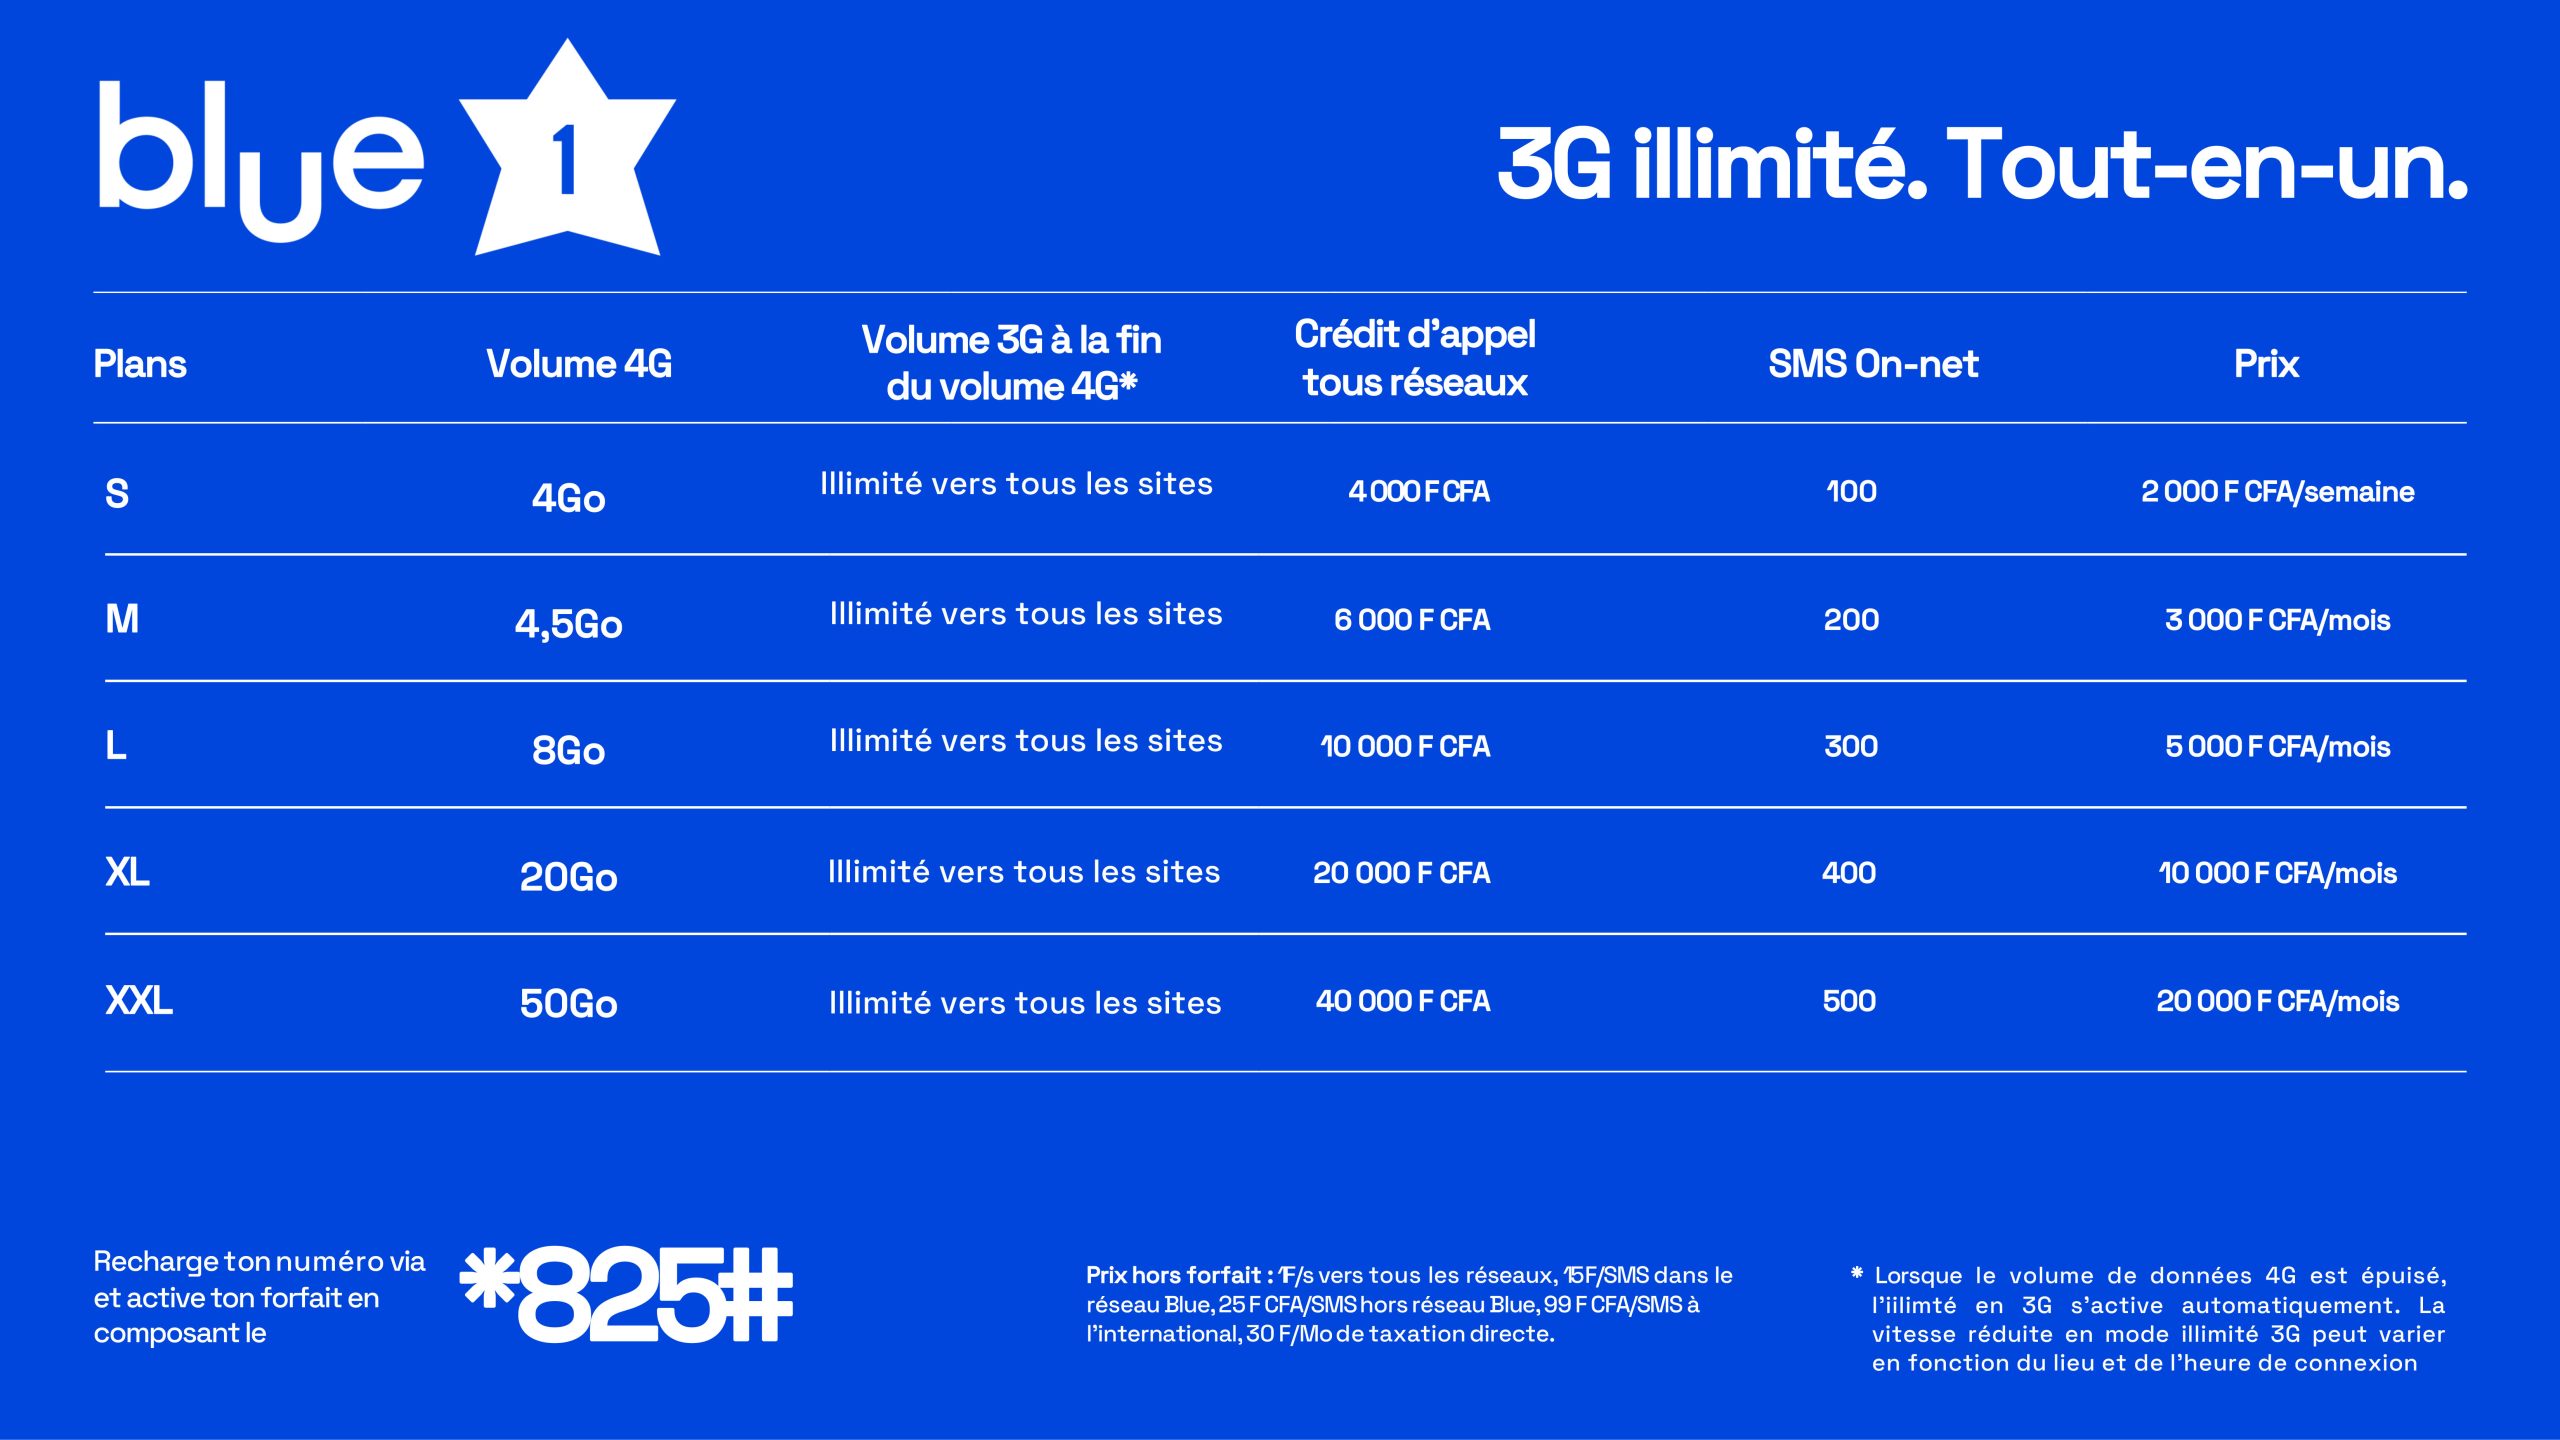 blue 1
3G illimité. Tout-en-un.
Plans
Volume 4G
Volume 3G à la fin
du volume 4G*
Crédit d'appel
tous réseaux
SMS On-net
Prix
S 4Go Illimité vers tous les sites 4 000 F CFA 100 2 000 F CFA/semaine
M 4,5Go Illimité vers tous les sites 6 000 F CFA 200 3 000 F CFA/mois
L 8Go Illimité vers tous les sites 10 000 F CFA 300 5 000 F CFA/mois
XL 20Go Illimité vers tous les sites 20 000 F CFA 400 10 000 F CFA/mois
XXL 50Go Illimité vers tous les sites 40 000 F CFA 500 20 000 F CFA/mois
Recharge ton numéro via
et active ton forfait en
composant le
*825#
Prix hors forfait : 1F/s vers tous les réseaux, 15F/SMS dans le
réseau Blue, 25 F CFA/SMS hors réseau Blue, 99 F CFA/SMS à
l'international, 30 F/Mo de taxation directe.
* Lorsque le volume de données 4G est épuisé,
l'iilimté en 3G s'active automatiquement. La
vitesse réduite en mode illimité 3G peut varier
en fonction du lieu et de l'heure de connexion